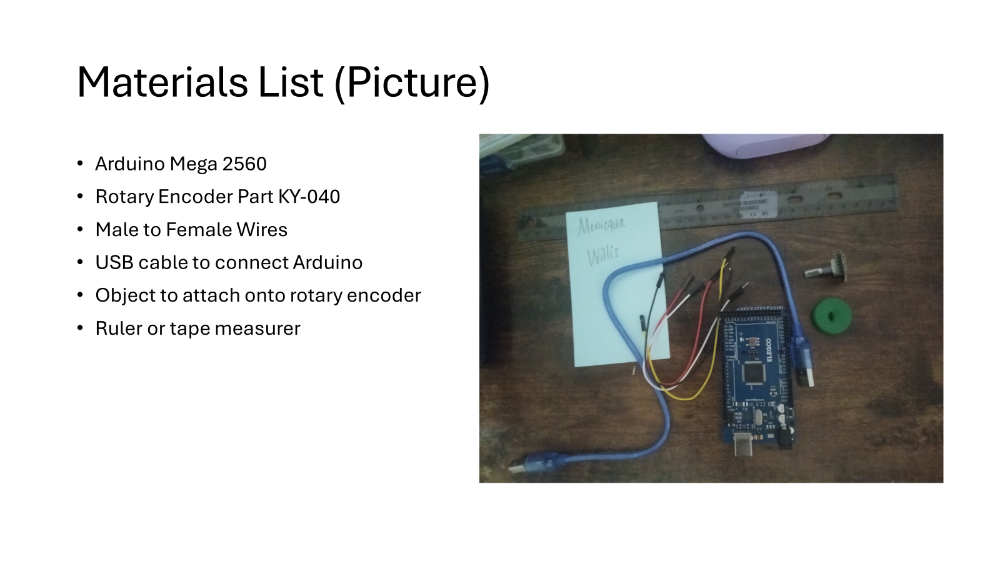 Materials List (Picture)
• Arduino Mega 2560
• Rotary Encoder Part KY-040
• Male to Female Wires
• USB cable to connect Arduino
• Object to attach onto rotary encoder
• Ruler or tape measurer
Monicqua
Willis
ELEGOO